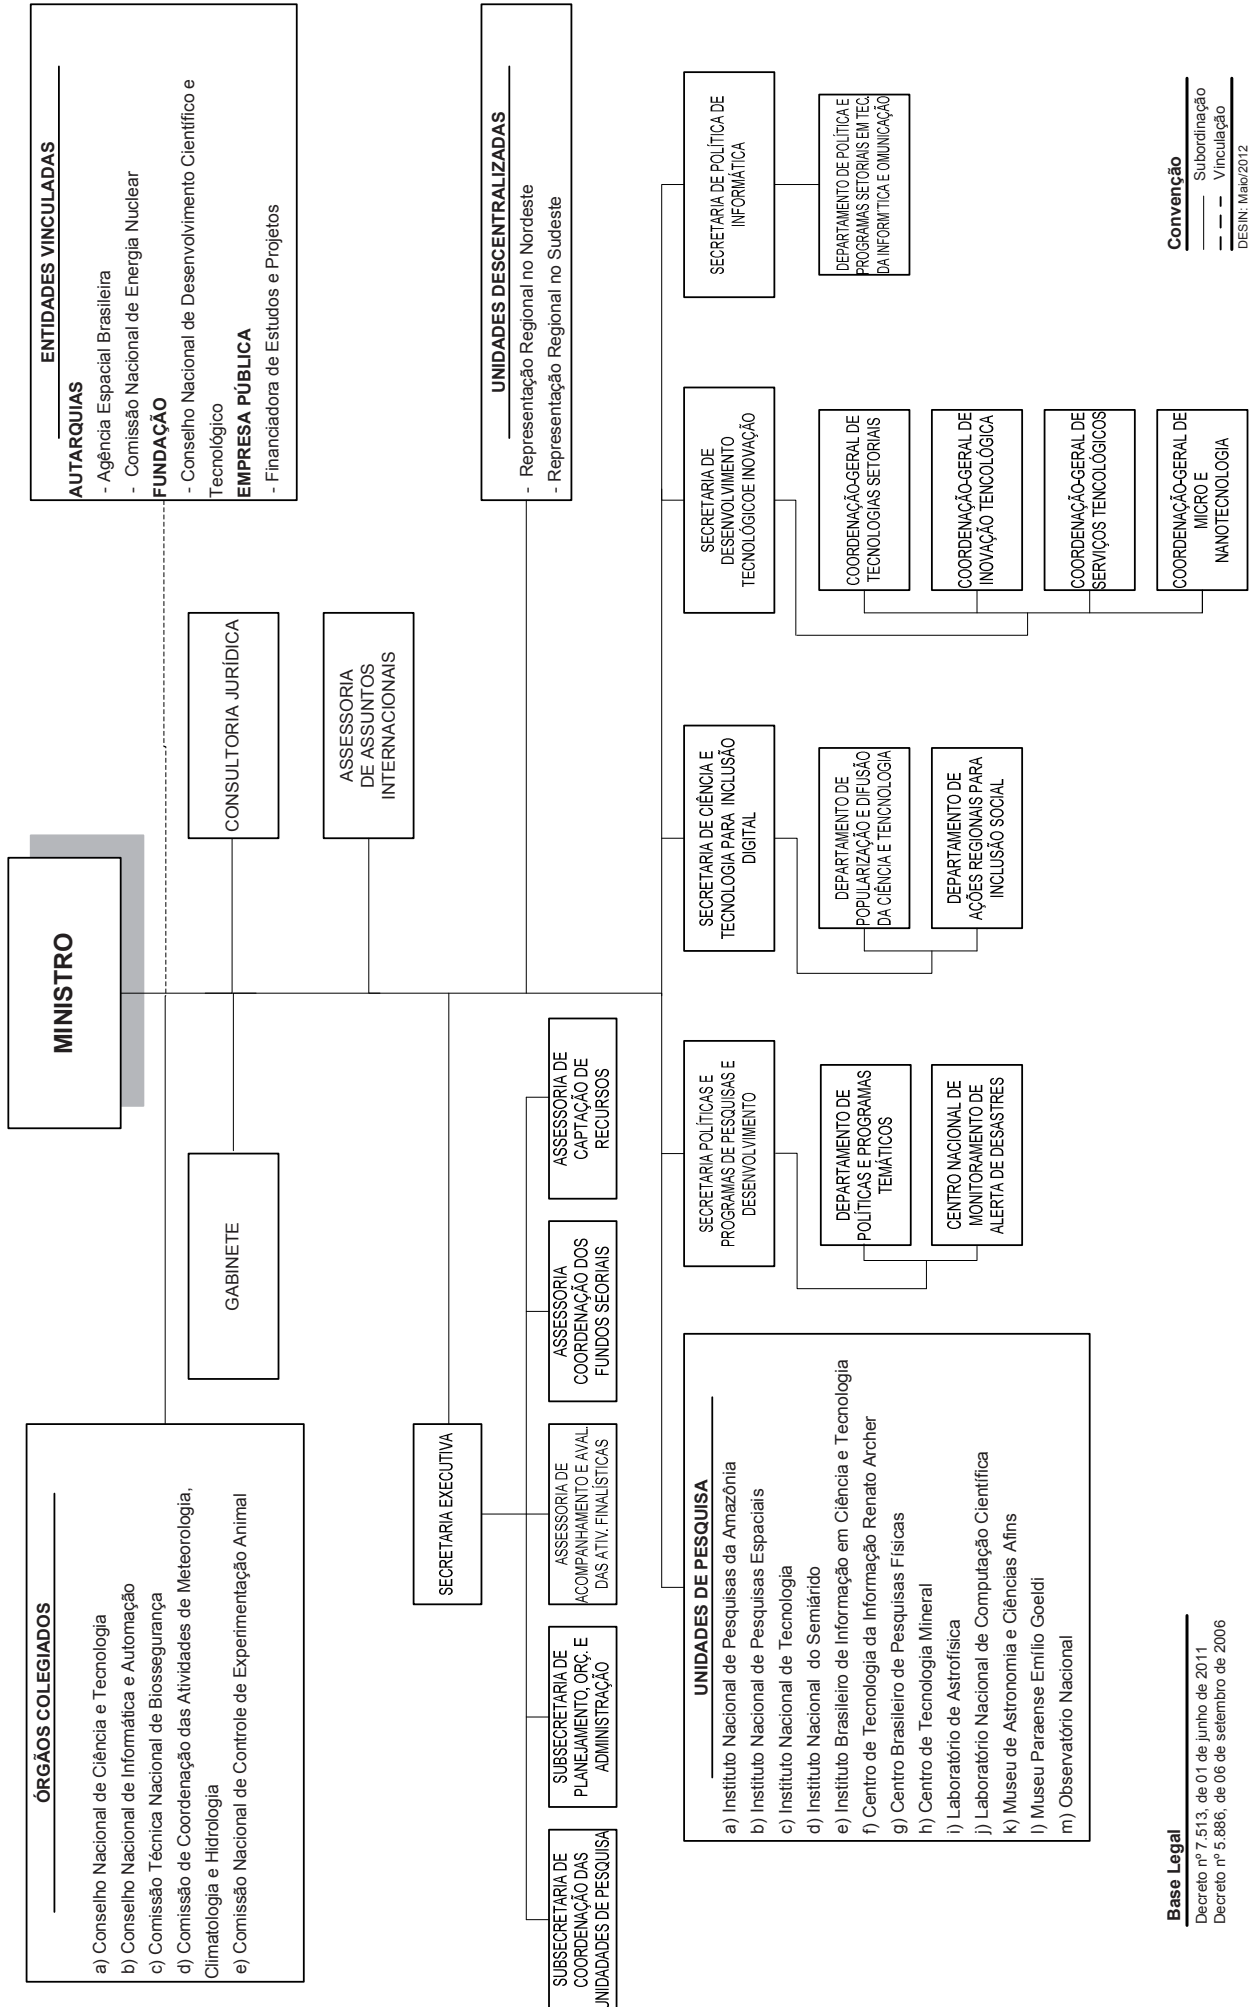 MINISTRO
ÓRGÃOS COLEGIADOS
a) Conselho Nacional de Ciência e Tecnologia
b) Conselho Nacional de Informática e Automação
c) Comissão Técnica Nacional de Biossegurança
d) Comissão de Coordenação das Atividades de Meteorologia,
Climatologia e Hidrologia
e) Comissão Nacional de Controle de Experimentação Animal
ENTIDADES VINCULADAS
AUTARQUIAS
- Agência Espacial Brasileira
- Comissão Nacional de Energia Nuclear
FUNDAÇÃO
- Conselho Nacional de Desenvolvimento Científico e
Tecnológico
EMPRESA PÚBLICA
- Financiadora de Estudos e Projetos
GABINETE
CONSULTORIA JURÍDICA
ASSESSORIA
DE ASSUNTOS
INTERNACIONAIS
SECRETARIA EXECUTIVA
UNIDADES DESCENTRALIZADAS
- Representação Regional no Nordeste
- Representação Regional no Sudeste
SUBSECRETARIA DE
COORDENAÇÃO DAS
UNIDADADES DE PESQUISA
SUBSECRETARIA DE
PLANEJAMENTO, ORÇ. E
ADMINISTRAÇÃO
ASSESSORIA DE
ACOMPANHAMENTO E AVAL.
DAS ATIV. FINALÍSTICAS
ASSESSORIA
COORDENAÇÃO DOS
FUNDOS SEORIAIS
ASSESSORIA DE
CAPTAÇÃO DE
RECURSOS
UNIDADES DE PESQUISA
a) Instituto Nacional de Pesquisas da Amazônia
b) Instituto Nacional de Pesquisas Espaciais
c) Instituto Nacional de Tecnologia
d) Instituto Nacional do Semiárido
e) Instituto Brasileiro de Informação em Ciência e Tecnologia
f) Centro de Tecnologia da Informação Renato Archer
g) Centro Brasileiro de Pesquisas Físicas
h) Centro de Tecnologia Mineral
i) Laboratório de Astrofísica
j) Laboratório Nacional de Computação Científica
k) Museu de Astronomia e Ciências Afins
l) Museu Paraense Emílio Goeldi
m) Observatório Nacional
SECRETARIA POLÍTICAS E
PROGRAMAS DE PESQUISAS E
DESENVOLVIMENTO
DEPARTAMENTO DE
POLÍTICAS E PROGRAMAS
TEMÁTICOS
CENTRO NACIONAL DE
MONITORAMENTO DE
ALERTA DE DESASTRES
SECRETARIA DE CIÊNCIA E
TECNOLOGIA PARA INCLUSÃO
DIGITAL
DEPARTAMENTO DE
POPULARIZAÇÃO E DIFUSÃO
DA CIÊNCIA E TENCNOLOGIA
DEPARTAMENTO DE
AÇÕES REGIONAIS PARA
INCLUSÃO SOCIAL
SECRETARIA DE
DESENVOLVIMENTO
TECNOLÓGICOE INOVAÇÃO
COORDENAÇÃO-GERAL DE
TECNOLOGIAS SETORIAIS
COORDENAÇÃO-GERAL DE
INOVAÇÃO TENCOLÓGICA
COORDENAÇÃO-GERAL DE
SERVIÇOS TENCOLÓGICOS
COORDENAÇÃO-GERAL DE
MICRO E
NANOTECNOLOGIA
SECRETARIA DE POLÍTICA DE
INFORMÁTICA
DEPARTAMENTO DE POLÍTICA E
PROGRAMAS SETORIAIS EM TEC.
DA INFORM'TICA E OMUNICAÇÃO
Base Legal
Decreto nº 7.513, de 01 de junho de 2011
Decreto nº 5.886, de 06 de setembro de 2006
Convenção
Subordinação
Vinculação
DESIN: Maio/2012